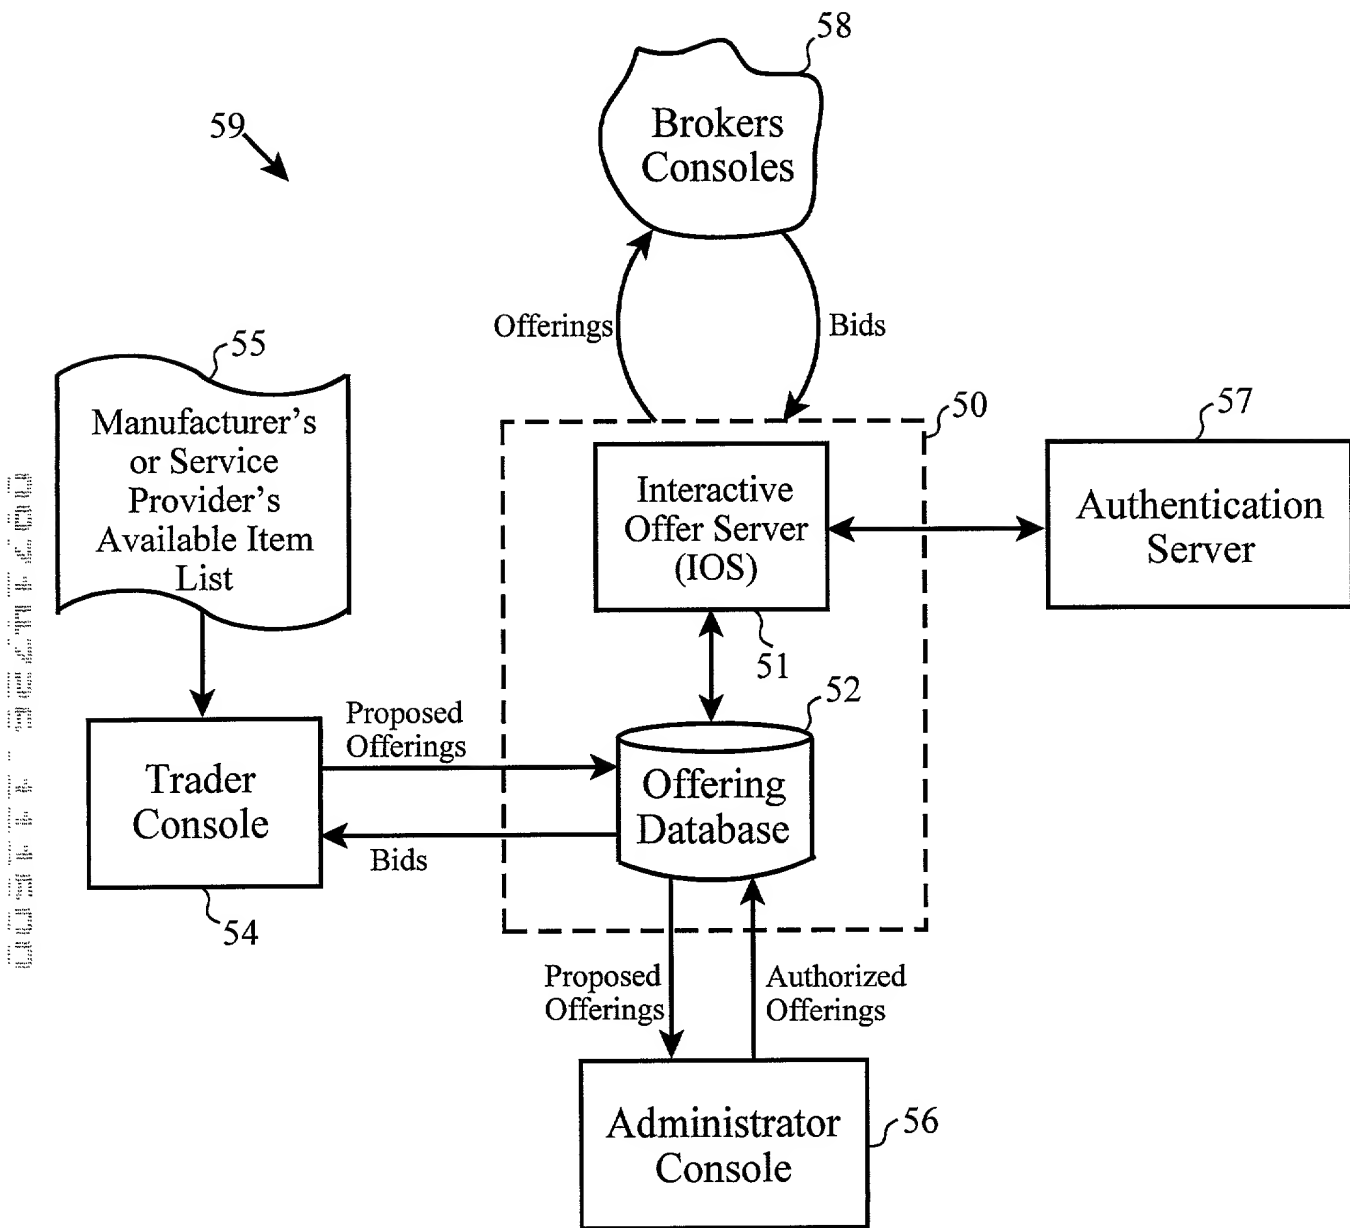 58
Brokers
Consoles
59
Offerings
Bids
55
Manufacturer's
or Service
Provider's
Available Item
List
50
57
Interactive
Offer Server
(IOS)
Authentication
Server
51
52
Proposed
Offerings
Trader
Console
Offering
Database
Bids
54
Proposed
Offerings
Authorized
Offerings
Administrator
Console
56